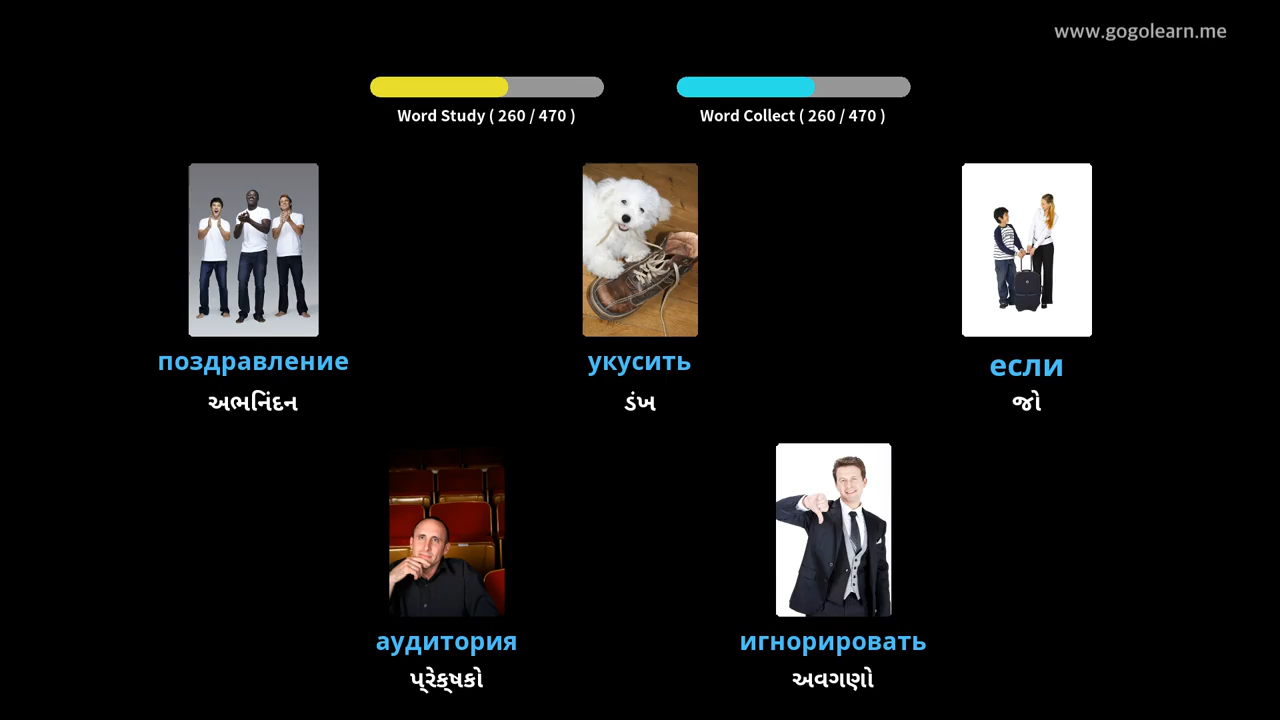 www.gogolearn.me
Word Study ( 260 / 470 )
Word Collect ( 260 / 470 )
поздравление
укусить
если
અભિનંદન
ડંખ
જો
аудитория
игнорировать
પ્રેક્ષકો
અવગણો